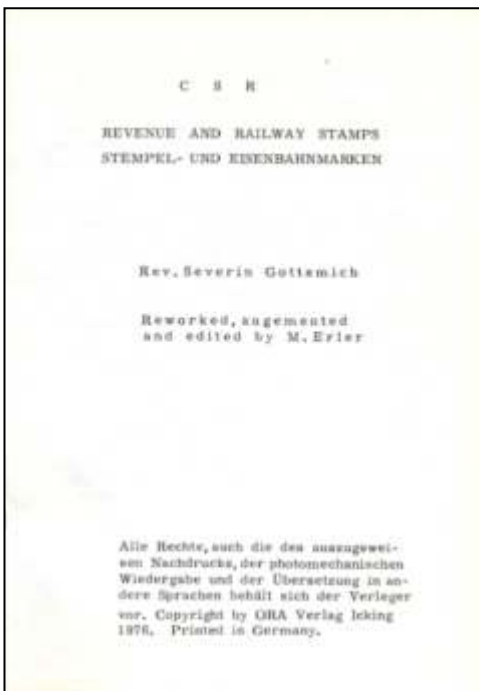 C S R
REVENUE AND RAILWAY STAMPS
STEMPEL- UND EISENBAHNMARKEN
Rev. Severin Gottsmich
Reworked, augemented
and edited by M. Erler
Alle Rechte, auch die des auszugswei-
sen Nachdrucks, der photomechanischen
Wiedergabe und der Übersetzung in an-
dere Sprachen behält sich der Verleger
vor. Copyright by ORA Verlag Icking
1976. Printed in Germany.